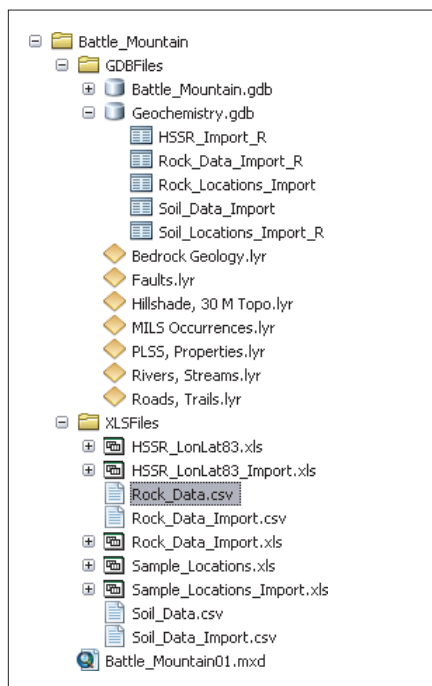 Battle_Mountain
GDBFiles
Battle_Mountain.gdb
Geochemistry.gdb
HSSR_Import_R
Rock_Data_Import_R
Rock_Locations_Import
Soil_Data_Import
Soil_Locations_Import_R
Bedrock Geology.lyr
Faults.lyr
Hillshade, 30 M Topo.lyr
MILS Occurrences.lyr
PLSS, Properties.lyr
Rivers, Streams.lyr
Roads, Trails.lyr
XLSFiles
HSSR_LonLat83.xls
HSSR_LonLat83_Import.xls
Rock_Data.csv
Rock_Data_Import.csv
Rock_Data_Import.xls
Sample_Locations.xls
Sample_Locations_Import.xls
Soil_Data.csv
Soil_Data_Import.csv
Battle_Mountain01.mxd